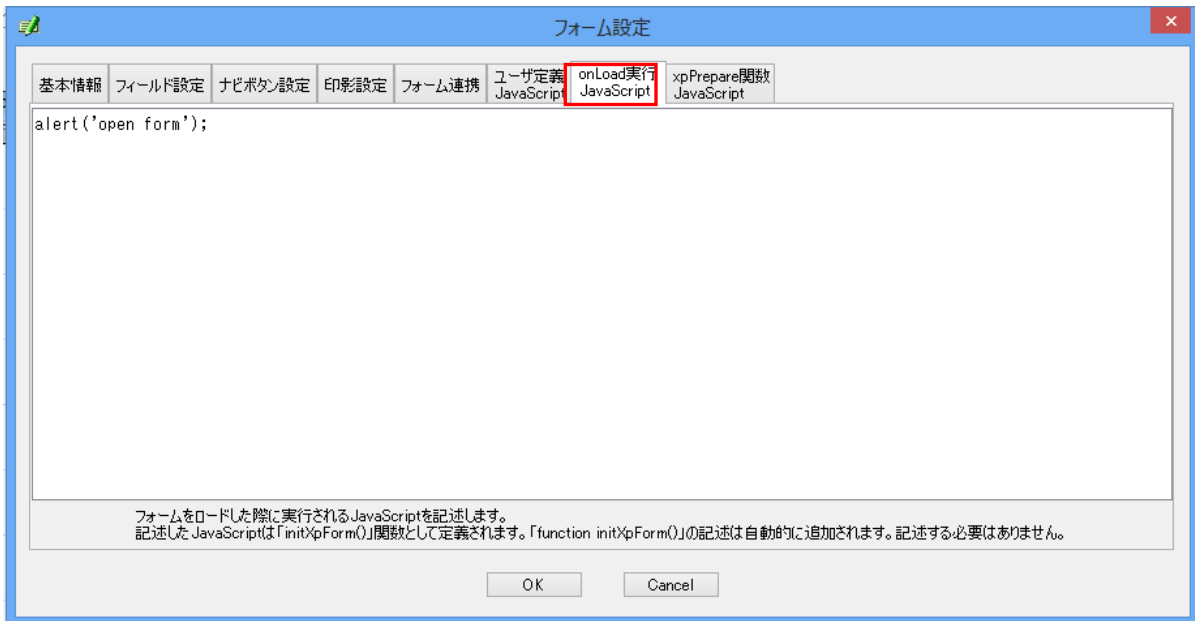 フォーム設定
基本情報
フィールド設定
ナビボタン設定
印影設定
フォーム連携
ユーザ定義
JavaScript
onLoad実行
JavaScript
xpPrepare関数
JavaScript
alert('open form');
フォームをロードした際に実行されるJavaScriptを記述します。
記述したJavaScriptは「initXpForm()」関数として定義されます。「function initXpForm()」の記述は自動的に追加されます。記述する必要はありません。
OK
Cancel